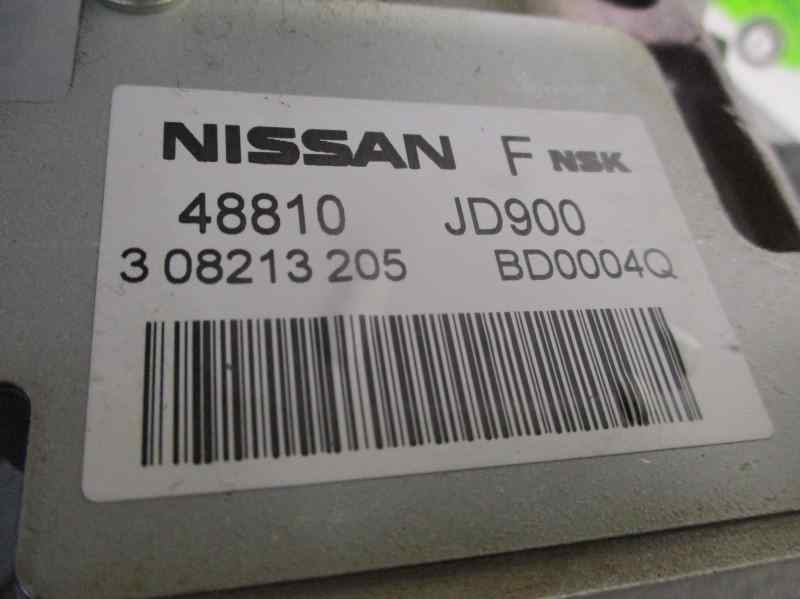 NISSAN F NSK
48810 JD900
3 08213 205 BD0004Q